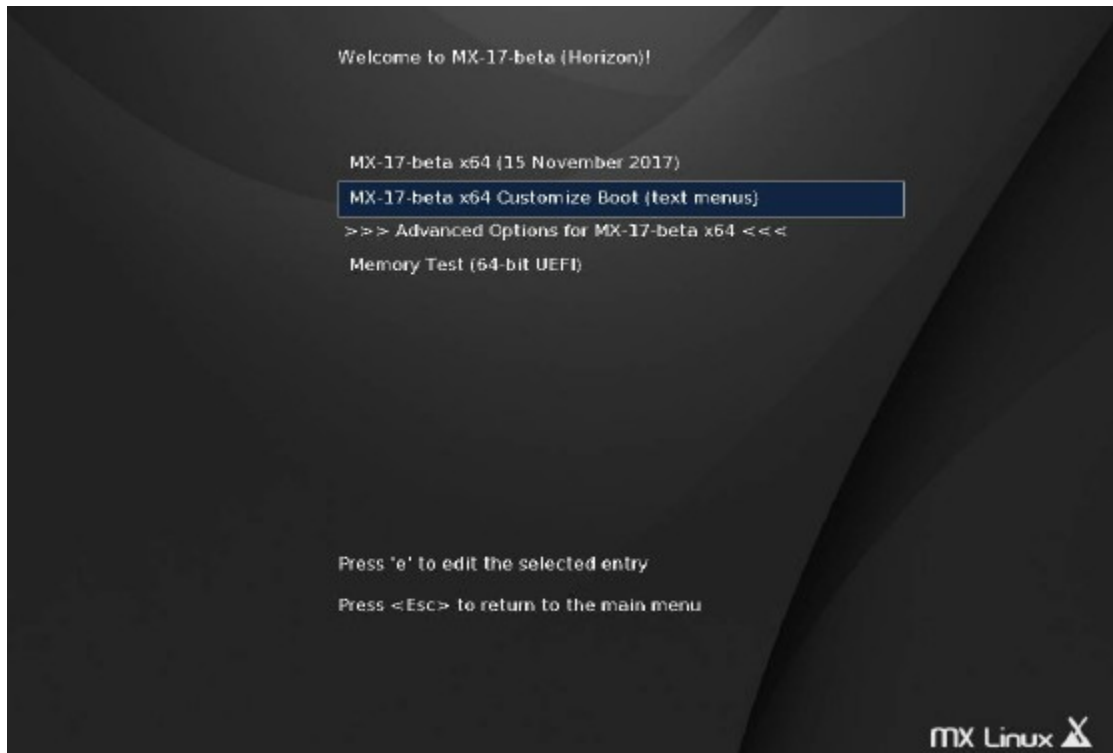 Welcome to MX-17-beta (Horizon)!
MX-17-beta x64 (15 November 2017)
MX-17-beta x64 Customize Boot (text menus)
>>> Advanced Options for MX-17-beta x64 <<<
Memory Test (64-bit UEFI)
Press 'e' to edit the selected entry
Press <Esc> to return to the main menu
MX Linux